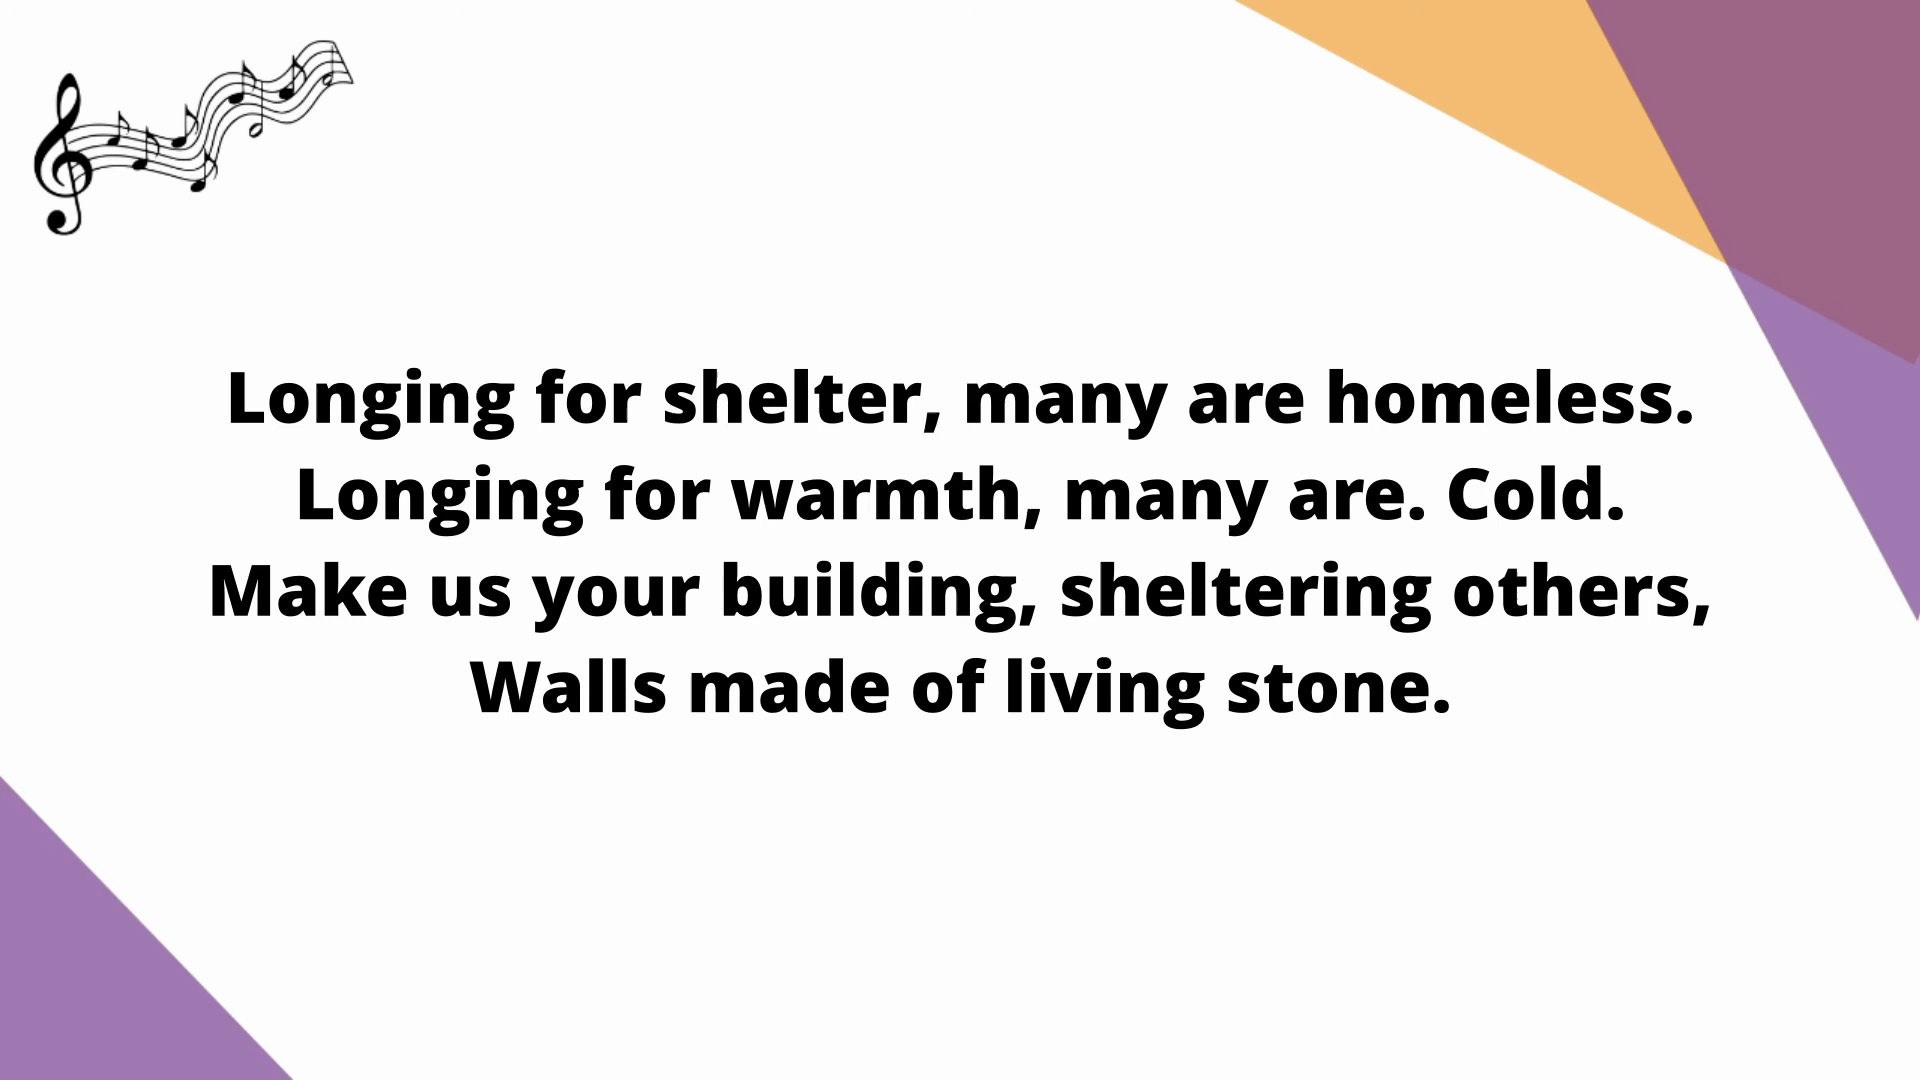 Longing for shelter, many are homeless.
Longing for warmth, many are. Cold.
Make us your building, sheltering others,
Walls made of living stone.